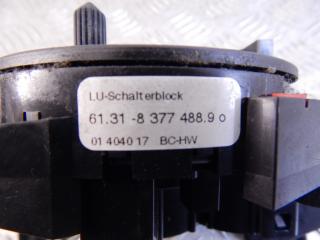 LU-Schalterblock
61.31 -8 377 488.9 o
01 4040 17 BC-HW